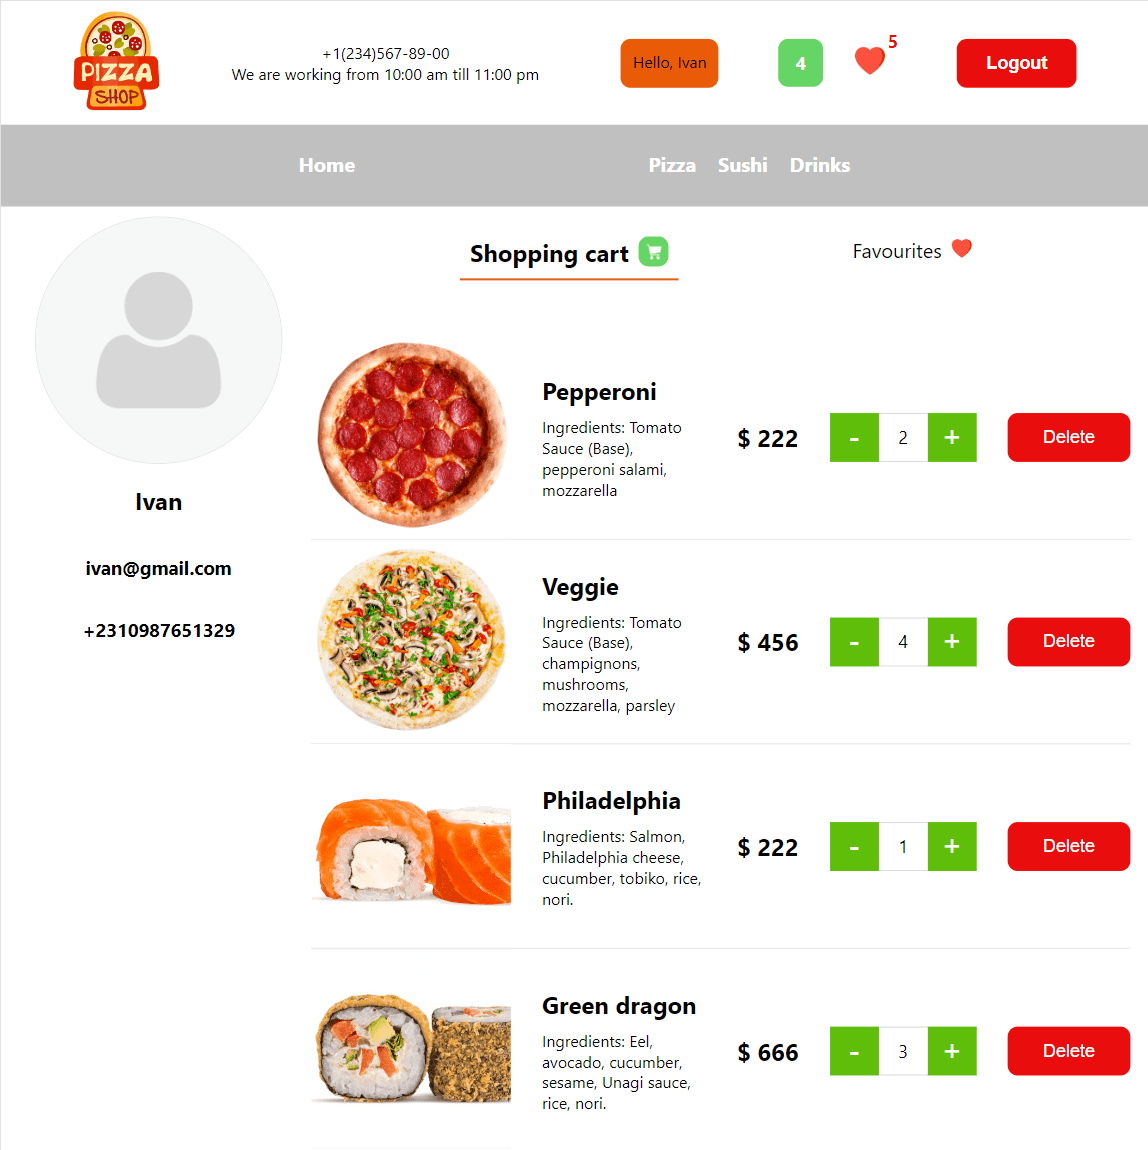 PIZZA
SHOP
+1(234)567-89-00
We are working from 10:00 am till 11:00 pm
Hello, Ivan
4
5
Logout
Home
Pizza
Sushi
Drinks
Shopping cart
Favourites
Ivan
ivan@gmail.com
+2310987651329
Pepperoni
Ingredients: Tomato
Sauce (Base),
pepperoni salami,
mozzarella
$ 222
-
2
+
Delete
Veggie
Ingredients: Tomato
Sauce (Base),
champignons,
mushrooms,
mozzarella, parsley
$ 456
-
4
+
Delete
Philadelphia
Ingredients: Salmon,
Philadelphia cheese,
cucumber, tobiko, rice,
nori.
$ 222
-
1
+
Delete
Green dragon
Ingredients: Eel,
avocado, cucumber,
sesame, Unagi sauce,
rice, nori.
$ 666
-
3
+
Delete